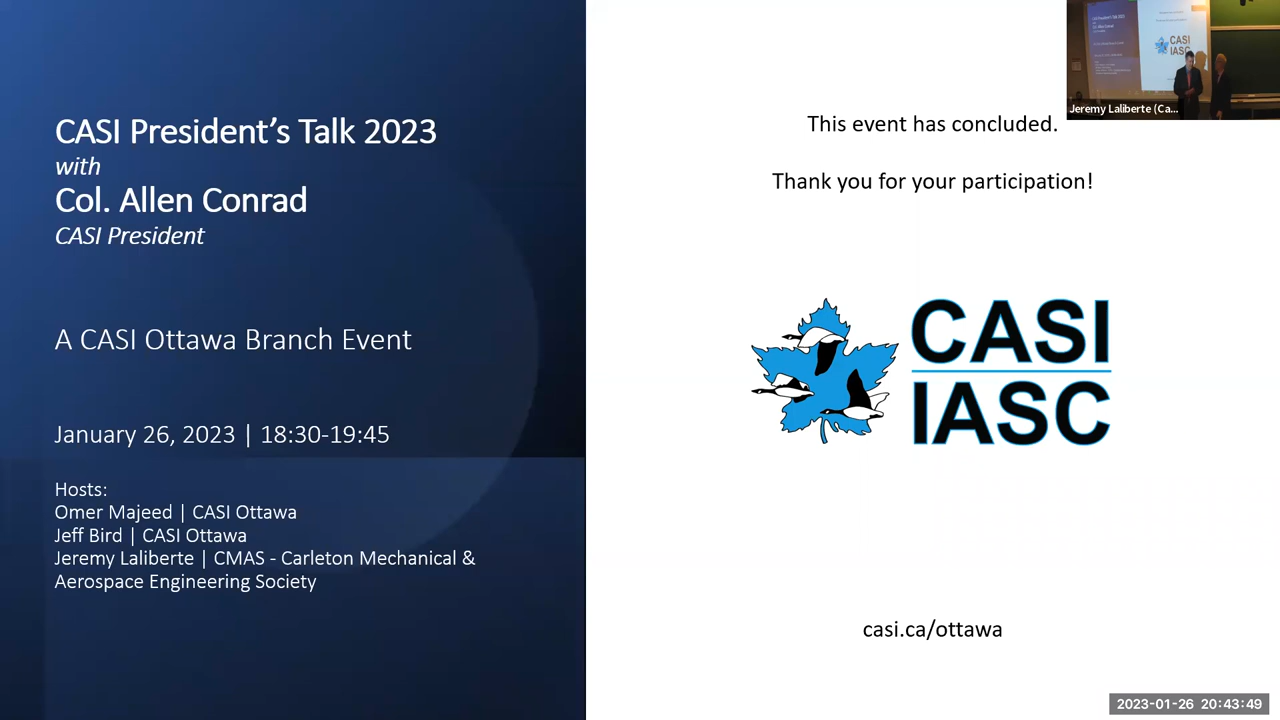 CASI President’s Talk 2023
with
Col. Allen Conrad
CASI President
A CASI Ottawa Branch Event
January 26, 2023 | 18:30-19:45
Hosts:
Omer Majeed | CASI Ottawa
Jeff Bird | CASI Ottawa
Jeremy Laliberte | CMAS - Carleton Mechanical &
Aerospace Engineering Society
This event has concluded.
Thank you for your participation!
CASI
IASC
casi.ca/ottawa
CASI
IASC
Jeremy Laliberte (Ca...
2023-01-26 20:43:49